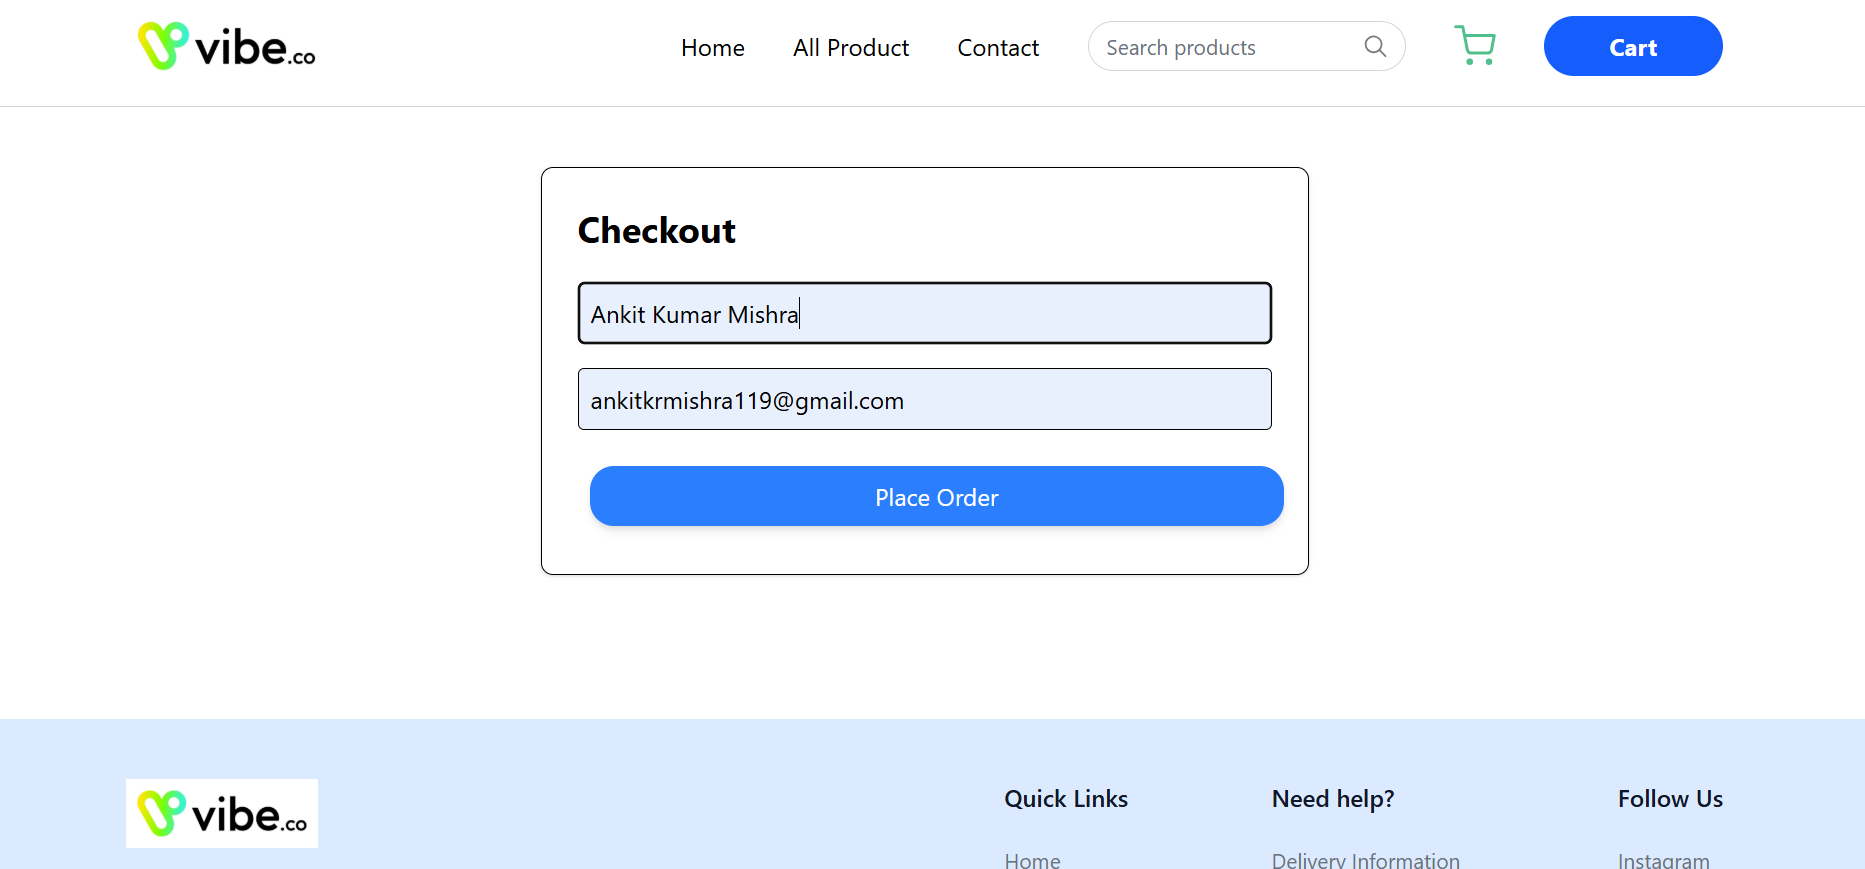 vibe.co
Home
All Product
Contact
Search products
Cart
Checkout
Ankit Kumar Mishra
ankitkrmishra119@gmail.com
Place Order
vibe.co
Quick Links
Need help?
Follow Us
Home
Delivery Information
Instagram